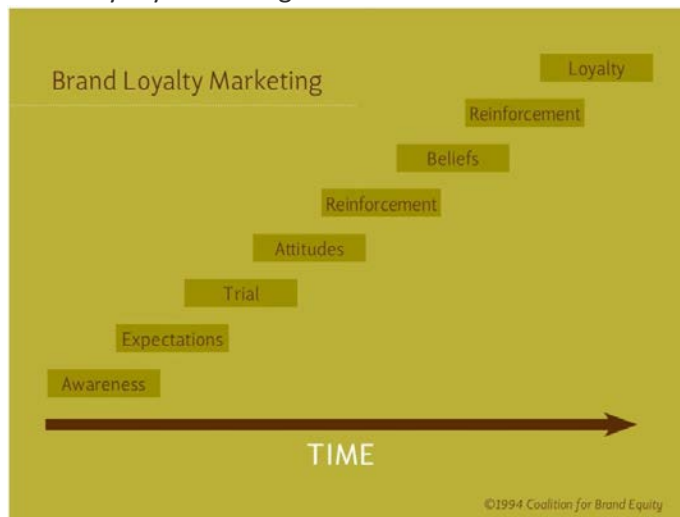 Brand Loyalty Marketing
Loyalty
Reinforcement
Beliefs
Reinforcement
Attitudes
Trial
Expectations
Awareness
TIME
©1994 Coalition for Brand Equity